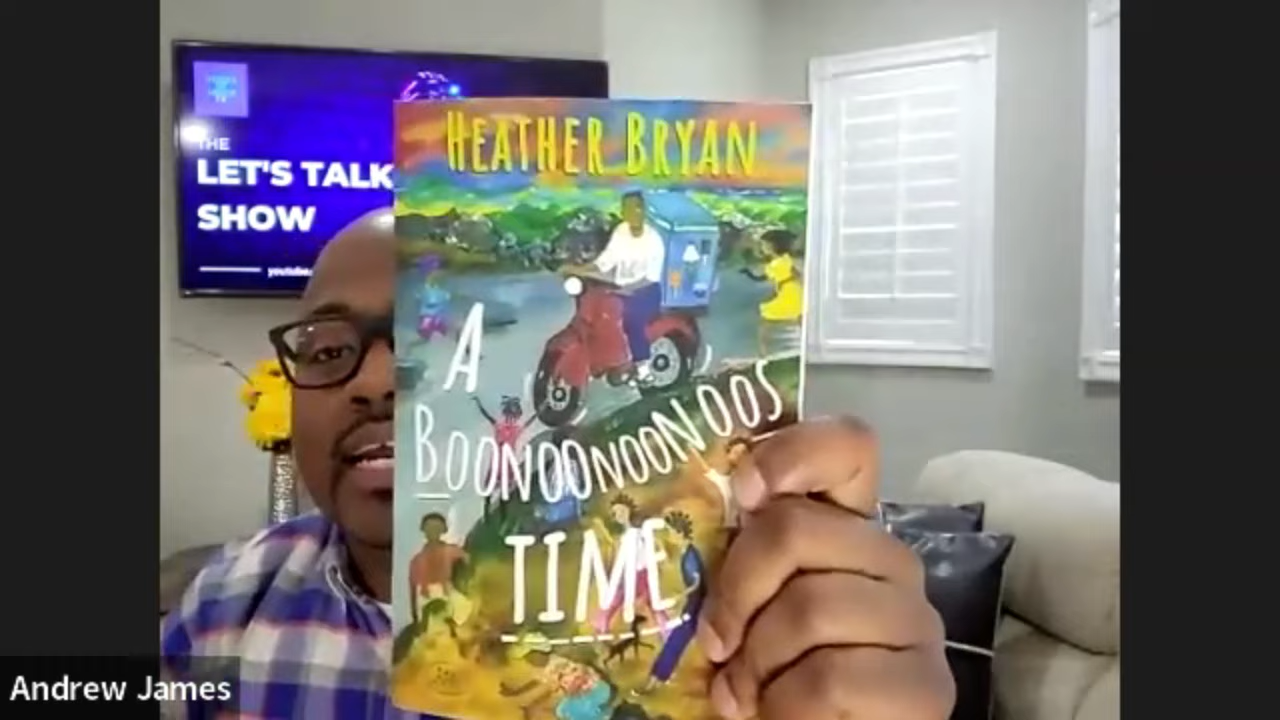 THE
LET'S TALK
SHOW
HEATHER BRYAN
A
BOONOONOONOOS
TIME
Andrew James